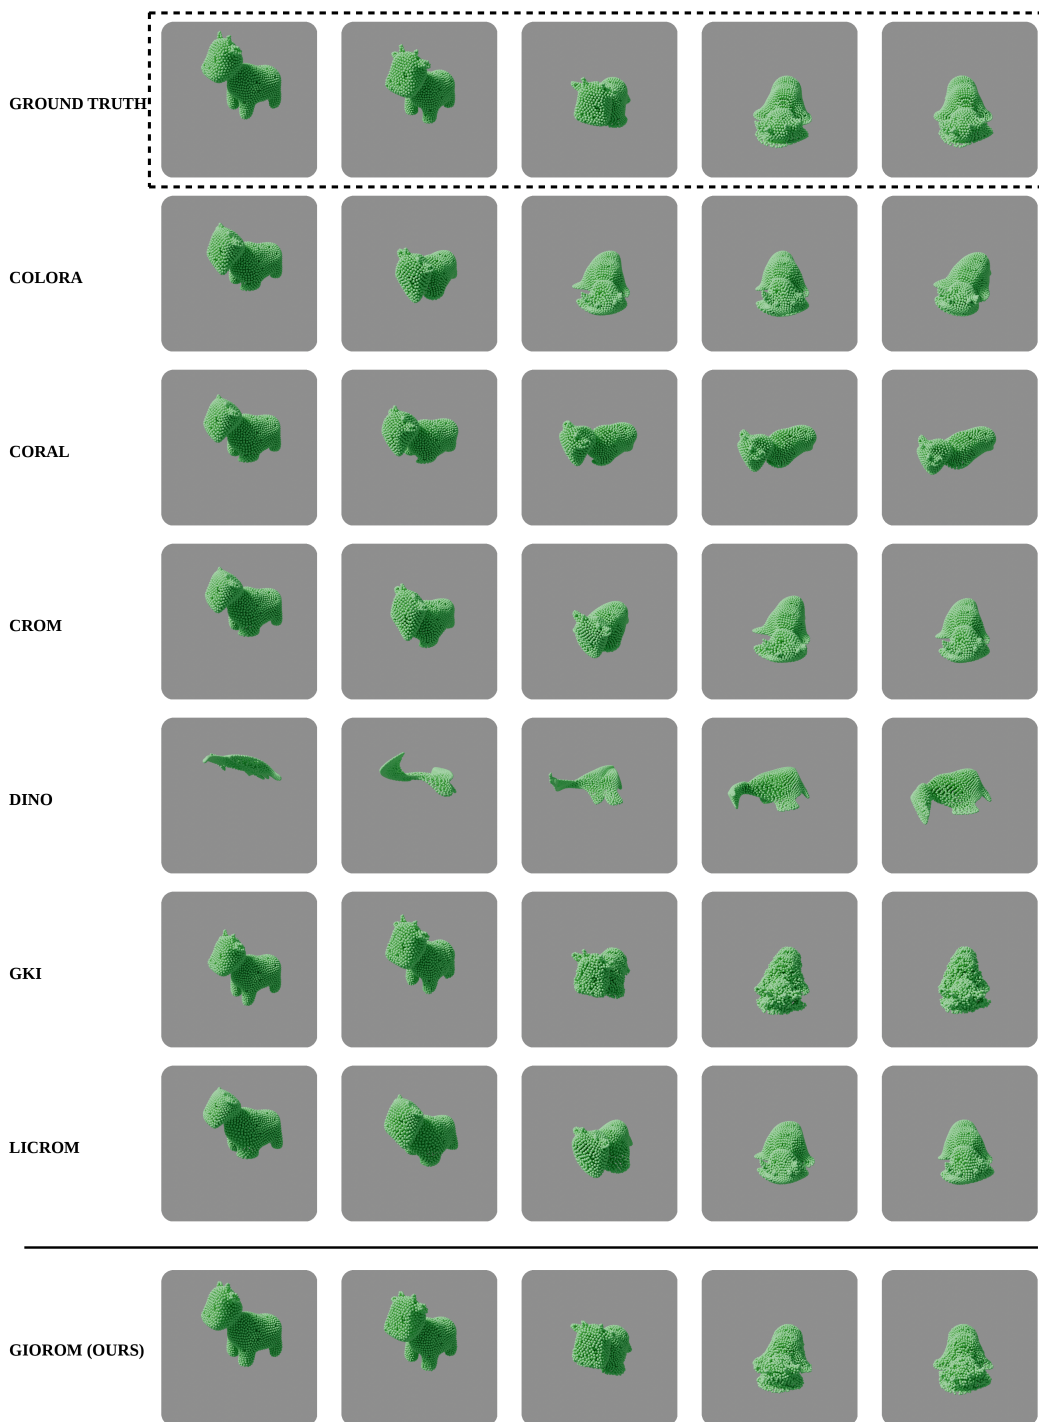 GROUND TRUTH
COLORA
CORAL
CROM
DINO
GKI
LICROM
GIOROM (OURS)